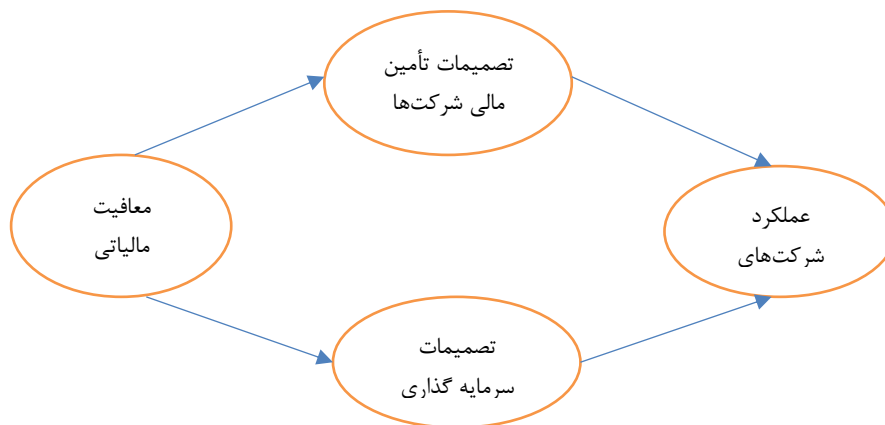 تصمیمات تأمین
مالی شرکت‌ها
معافیت
مالیاتی
عملکرد
شرکت‌های
تصمیمات
سرمایه گذاری